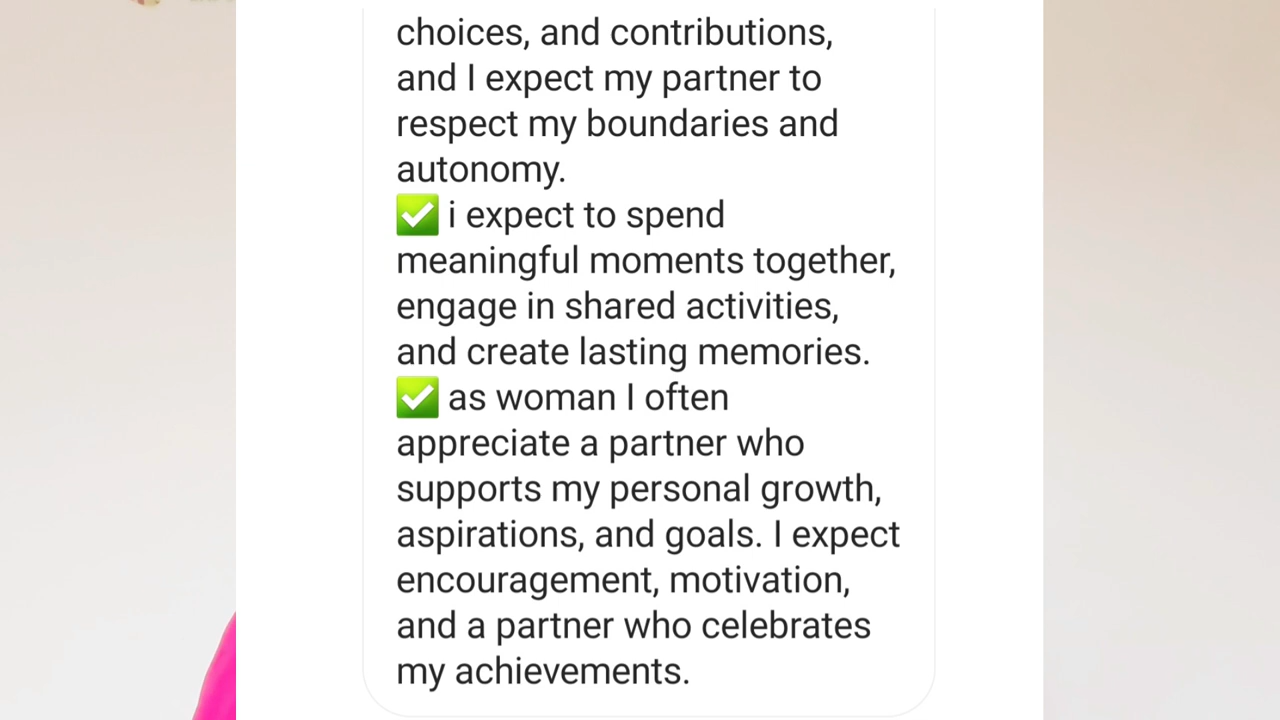 choices, and contributions,
and I expect my partner to
respect my boundaries and
autonomy.
✅ i expect to spend
meaningful moments together,
engage in shared activities,
and create lasting memories.
✅ as woman I often
appreciate a partner who
supports my personal growth,
aspirations, and goals. I expect
encouragement, motivation,
and a partner who celebrates
my achievements.